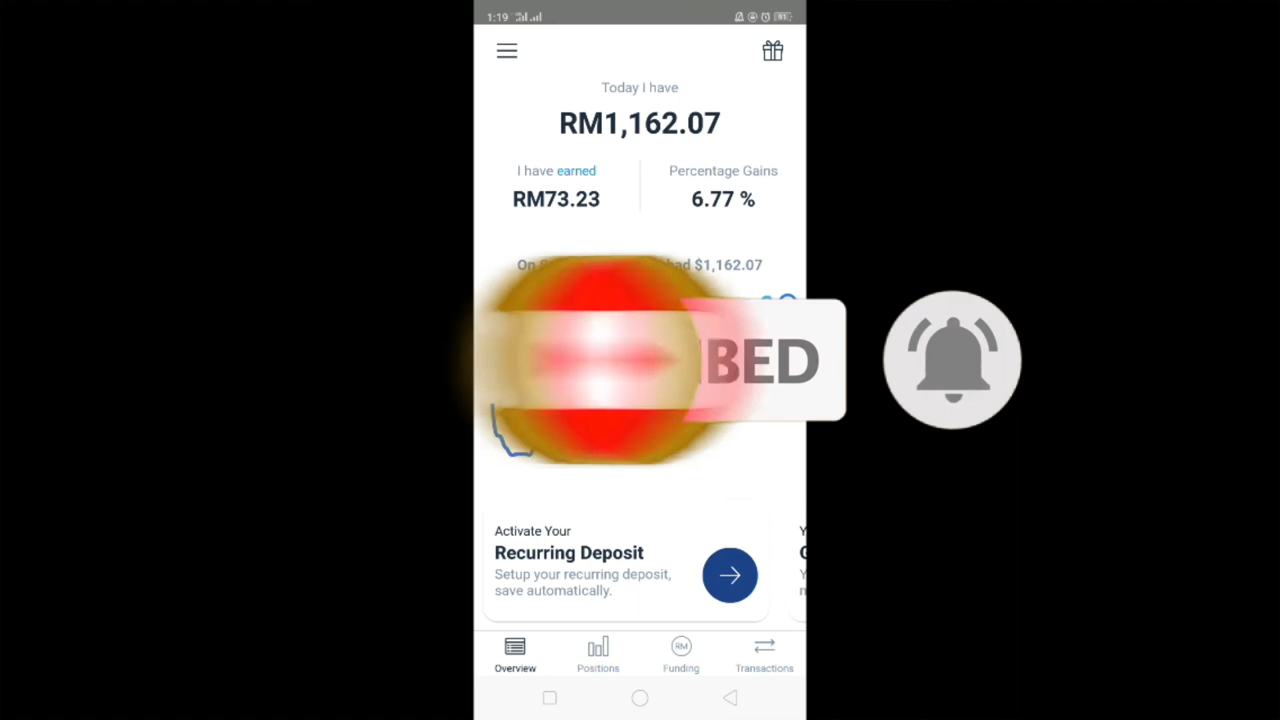 1:19
Today I have
RM1,162.07
I have earned
Percentage Gains
RM73.23
6.77 %
On had $1,162.07
BED
Activate Your
Recurring Deposit
Setup your recurring deposit,
save automatically.
RM
Overview
Positions
Funding
Transactions